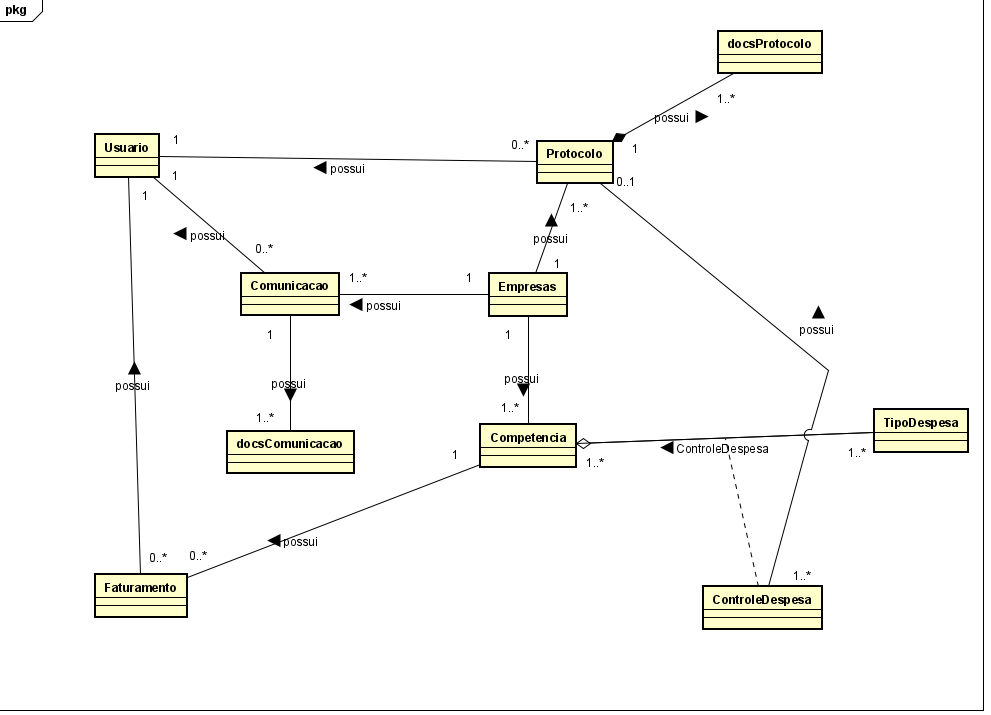 pkg
docsProtocolo
1..*
possui
1
Usuario
1
0..*
Protocolo
possui
1
0..1
1
1..*
possui
0..*
possui
1
Comunicacao
1..*
1
Empresas
possui
possui
1
1
possui
possui
possui
1..*
1..*
docsComunicacao
Competencia
TipoDespesa
1
ControleDespesa
1..*
1..*
possui
0..*
0..*
Faturamento
1..*
ControleDespesa